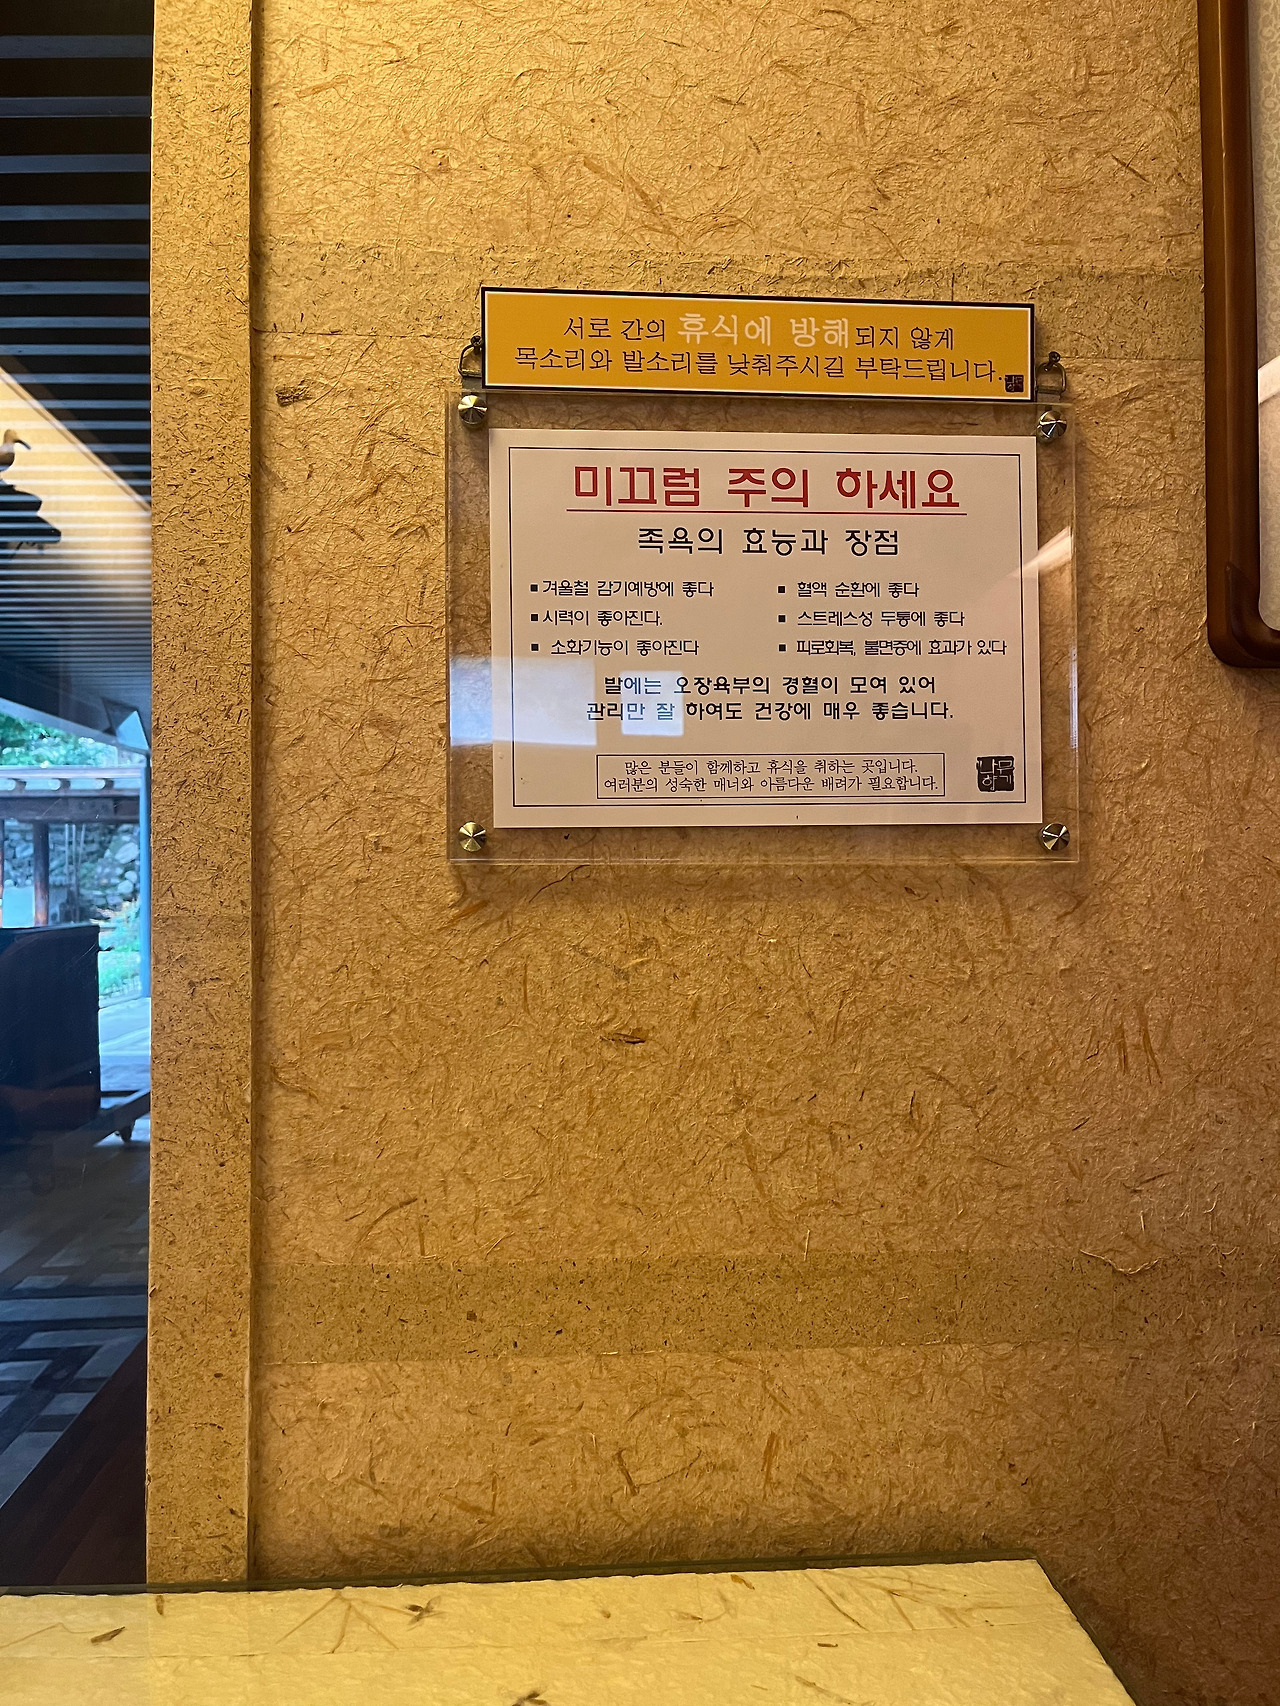 서로 간의 휴식에 방해되지 않게
목소리와 발소리를 낮춰주시길 부탁드립니다.
미끄럼 주의 하세요
족욕의 효능과 장점
■ 겨울철 감기예방에 좋다
■ 혈액 순환에 좋다
■ 시력이 좋아진다.
■ 스트레스성 두통에 좋다
■ 소화기능이 좋아진다
■ 피로회복, 불면증에 효과가 있다
발에는 오장육부의 경혈이 모여 있어
관리만 잘 하여도 건강에 매우 좋습니다.
많은 분들이 함께하고 휴식을 취하는 곳입니다.
여러분의 성숙한 매너와 아름다운 배려가 필요합니다.
나무
향기